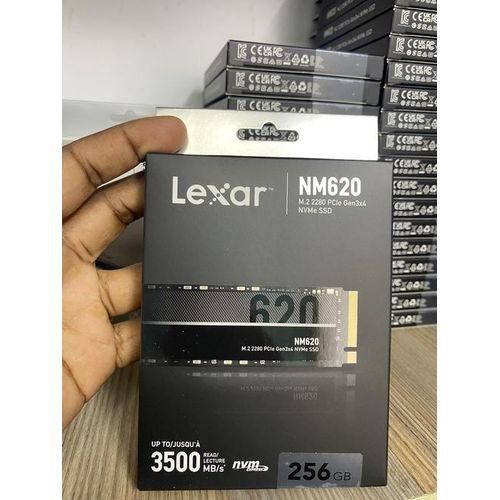 Lexar
NM620
M.2 2280 PCIe Gen3x4
NVMe SSD
620
NM620
M.2 2280 PCIe Gen3x4 NVMe SSD
UP TO/JUSQU'À
3500 READ/
LECTURE
MB/s
nvm
EXPRESS
256 GB